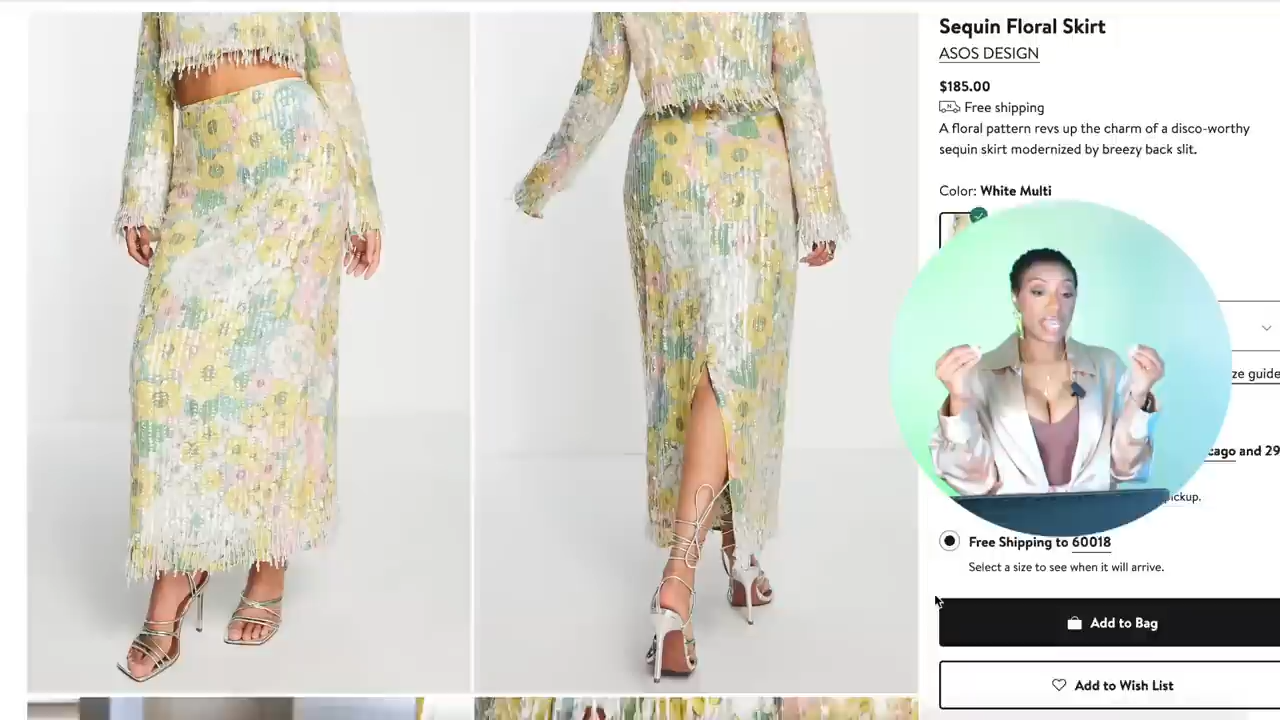 Sequin Floral Skirt
ASOS DESIGN
$185.00
Free shipping
A floral pattern revs up the charm of a disco-worthy
sequin skirt modernized by breezy back slit.
Color: White Multi
ze guide
cago and 29
pickup.
Free Shipping to 60018
Select a size to see when it will arrive.
Add to Bag
Add to Wish List